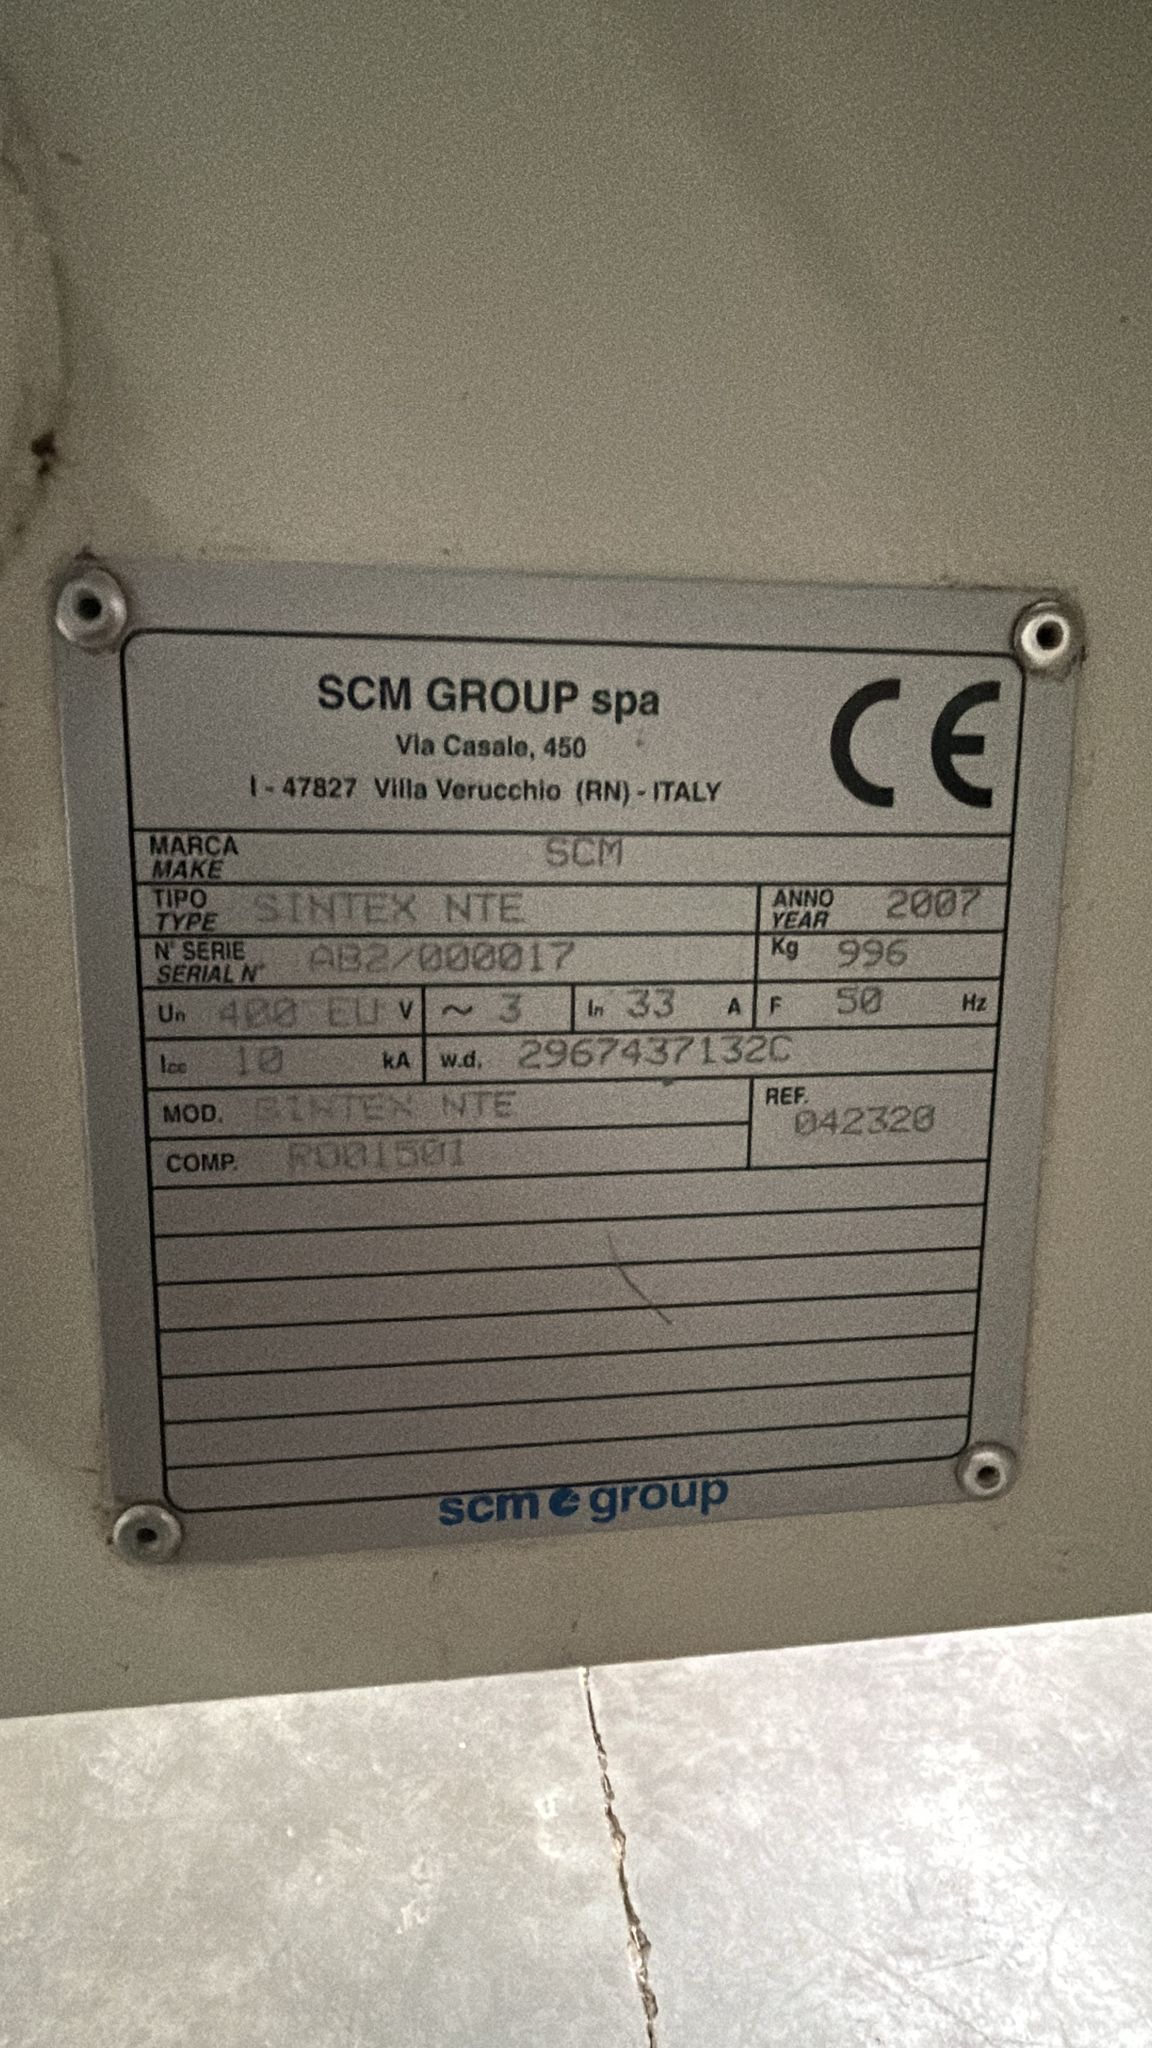 SCM GROUP spa
Via Casale, 450
I - 47827 Villa Verucchio (RN) - ITALY
CE
MARCA
MAKE
SCM
TIPO
TYPE
SINTEX NTE
ANNO
YEAR
2007
N° SERIE
SERIAL N°
AB2/000017
Kg 996
Un 400 EU V
~ 3
In 33 A
F 50 Hz
Icc 10 kA
w.d. 2967437132C
MOD. SINTEX NTE
REF.
042320
COMP. R001501
scm group